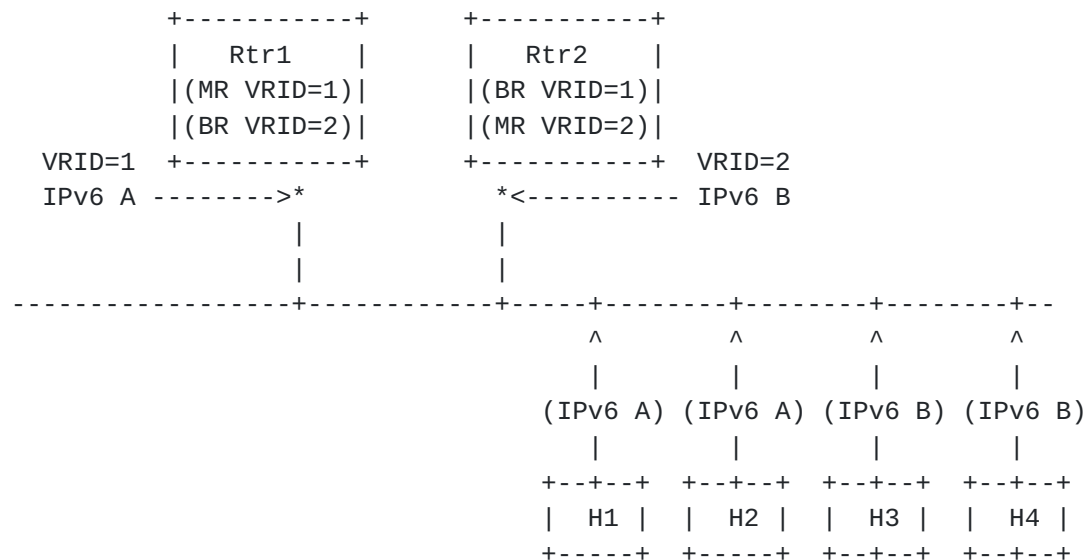 +-----------+ +-----------+
| Rtr1 | | Rtr2 |
|(MR VRID=1)| |(BR VRID=1)|
|(BR VRID=2)| |(MR VRID=2)|
VRID=1 +-----------+ +-----------+ VRID=2
IPv6 A -------->* *<---------- IPv6 B
| |
| |
------------------+------------+-----+--------+--------+--------+--
^ ^ ^ ^
| | | |
(IPv6 A) (IPv6 A) (IPv6 B) (IPv6 B)
| | | |
+--+--+ +--+--+ +--+--+ +--+--+
| H1 | | H2 | | H3 | | H4 |
+-----+ +-----+ +--+--+ +--+--+